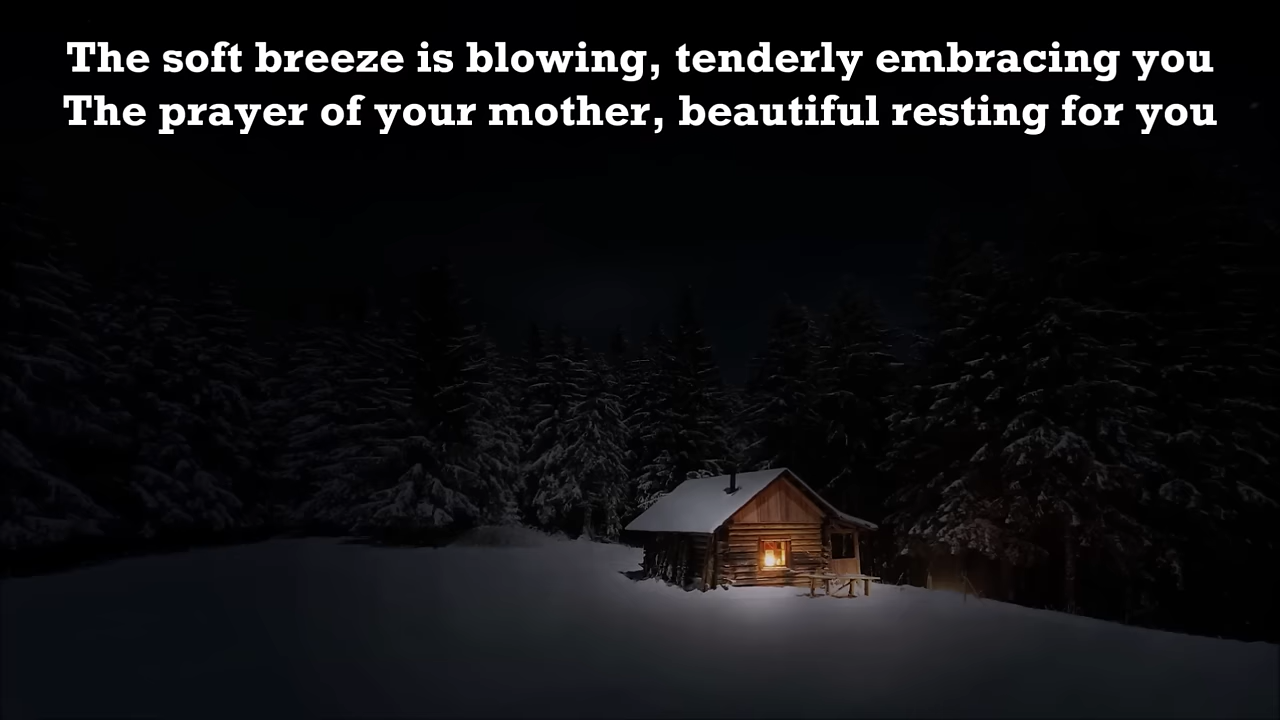 The soft breeze is blowing, tenderly embracing you
The prayer of your mother, beautiful resting for you